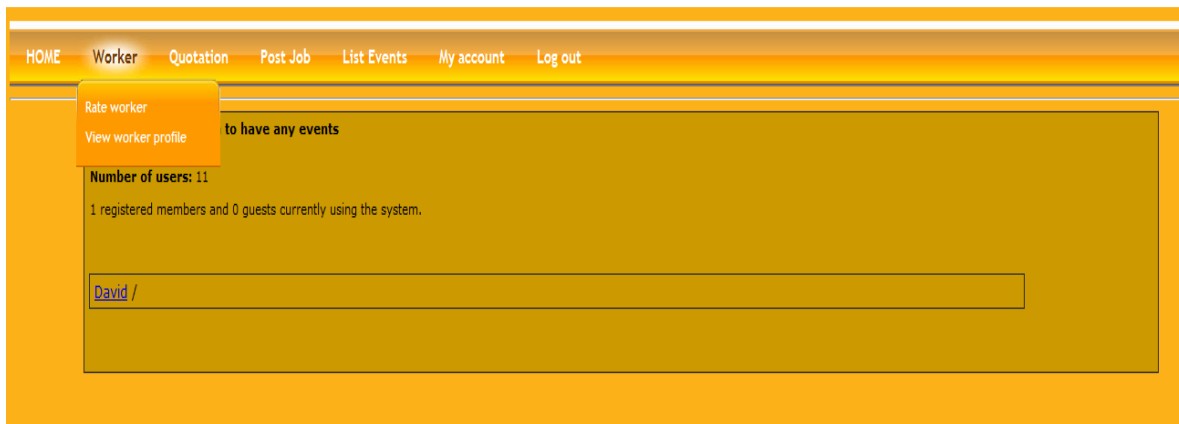 HOME Worker Quotation Post Job List Events My account Log out
Rate worker
View worker profile
to have any events
Number of users: 11
1 registered members and 0 guests currently using the system.
David /